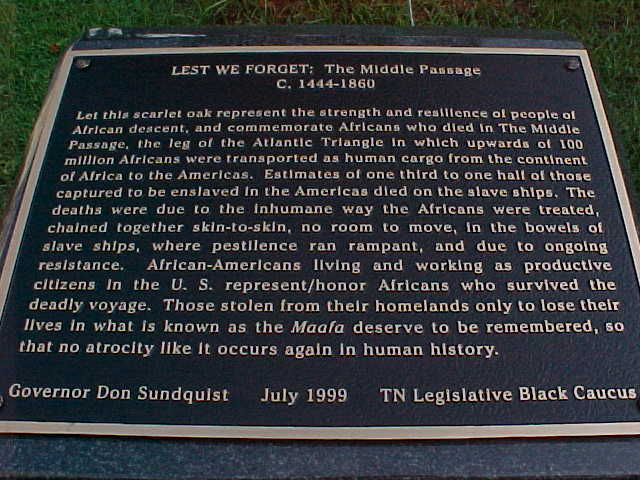 LEST WE FORGET: The Middle Passage
C. 1444-1860
Let this scarlet oak represent the strength and resilience of people of
African descent, and commemorate Africans who died in The Middle
Passage, the leg of the Atlantic Triangle in which upwards of 100
million Africans were transported as human cargo from the continent
of Africa to the Americas. Estimates of one third to one half of those
captured to be enslaved in the Americas died on the slave ships. The
deaths were due to the inhumane way the Africans were treated,
chained together skin-to-skin, no room to move, in the bowels of
slave ships, where pestilence ran rampant, and due to ongoing
resistance. African-Americans living and working as productive
citizens in the U. S. represent/honor Africans who survived the
deadly voyage. Those stolen from their homelands only to lose their
lives in what is known as the Maafa deserve to be remembered, so
that no atrocity like it occurs again in human history.
Governor Don Sundquist July 1999 TN Legislative Black Caucus